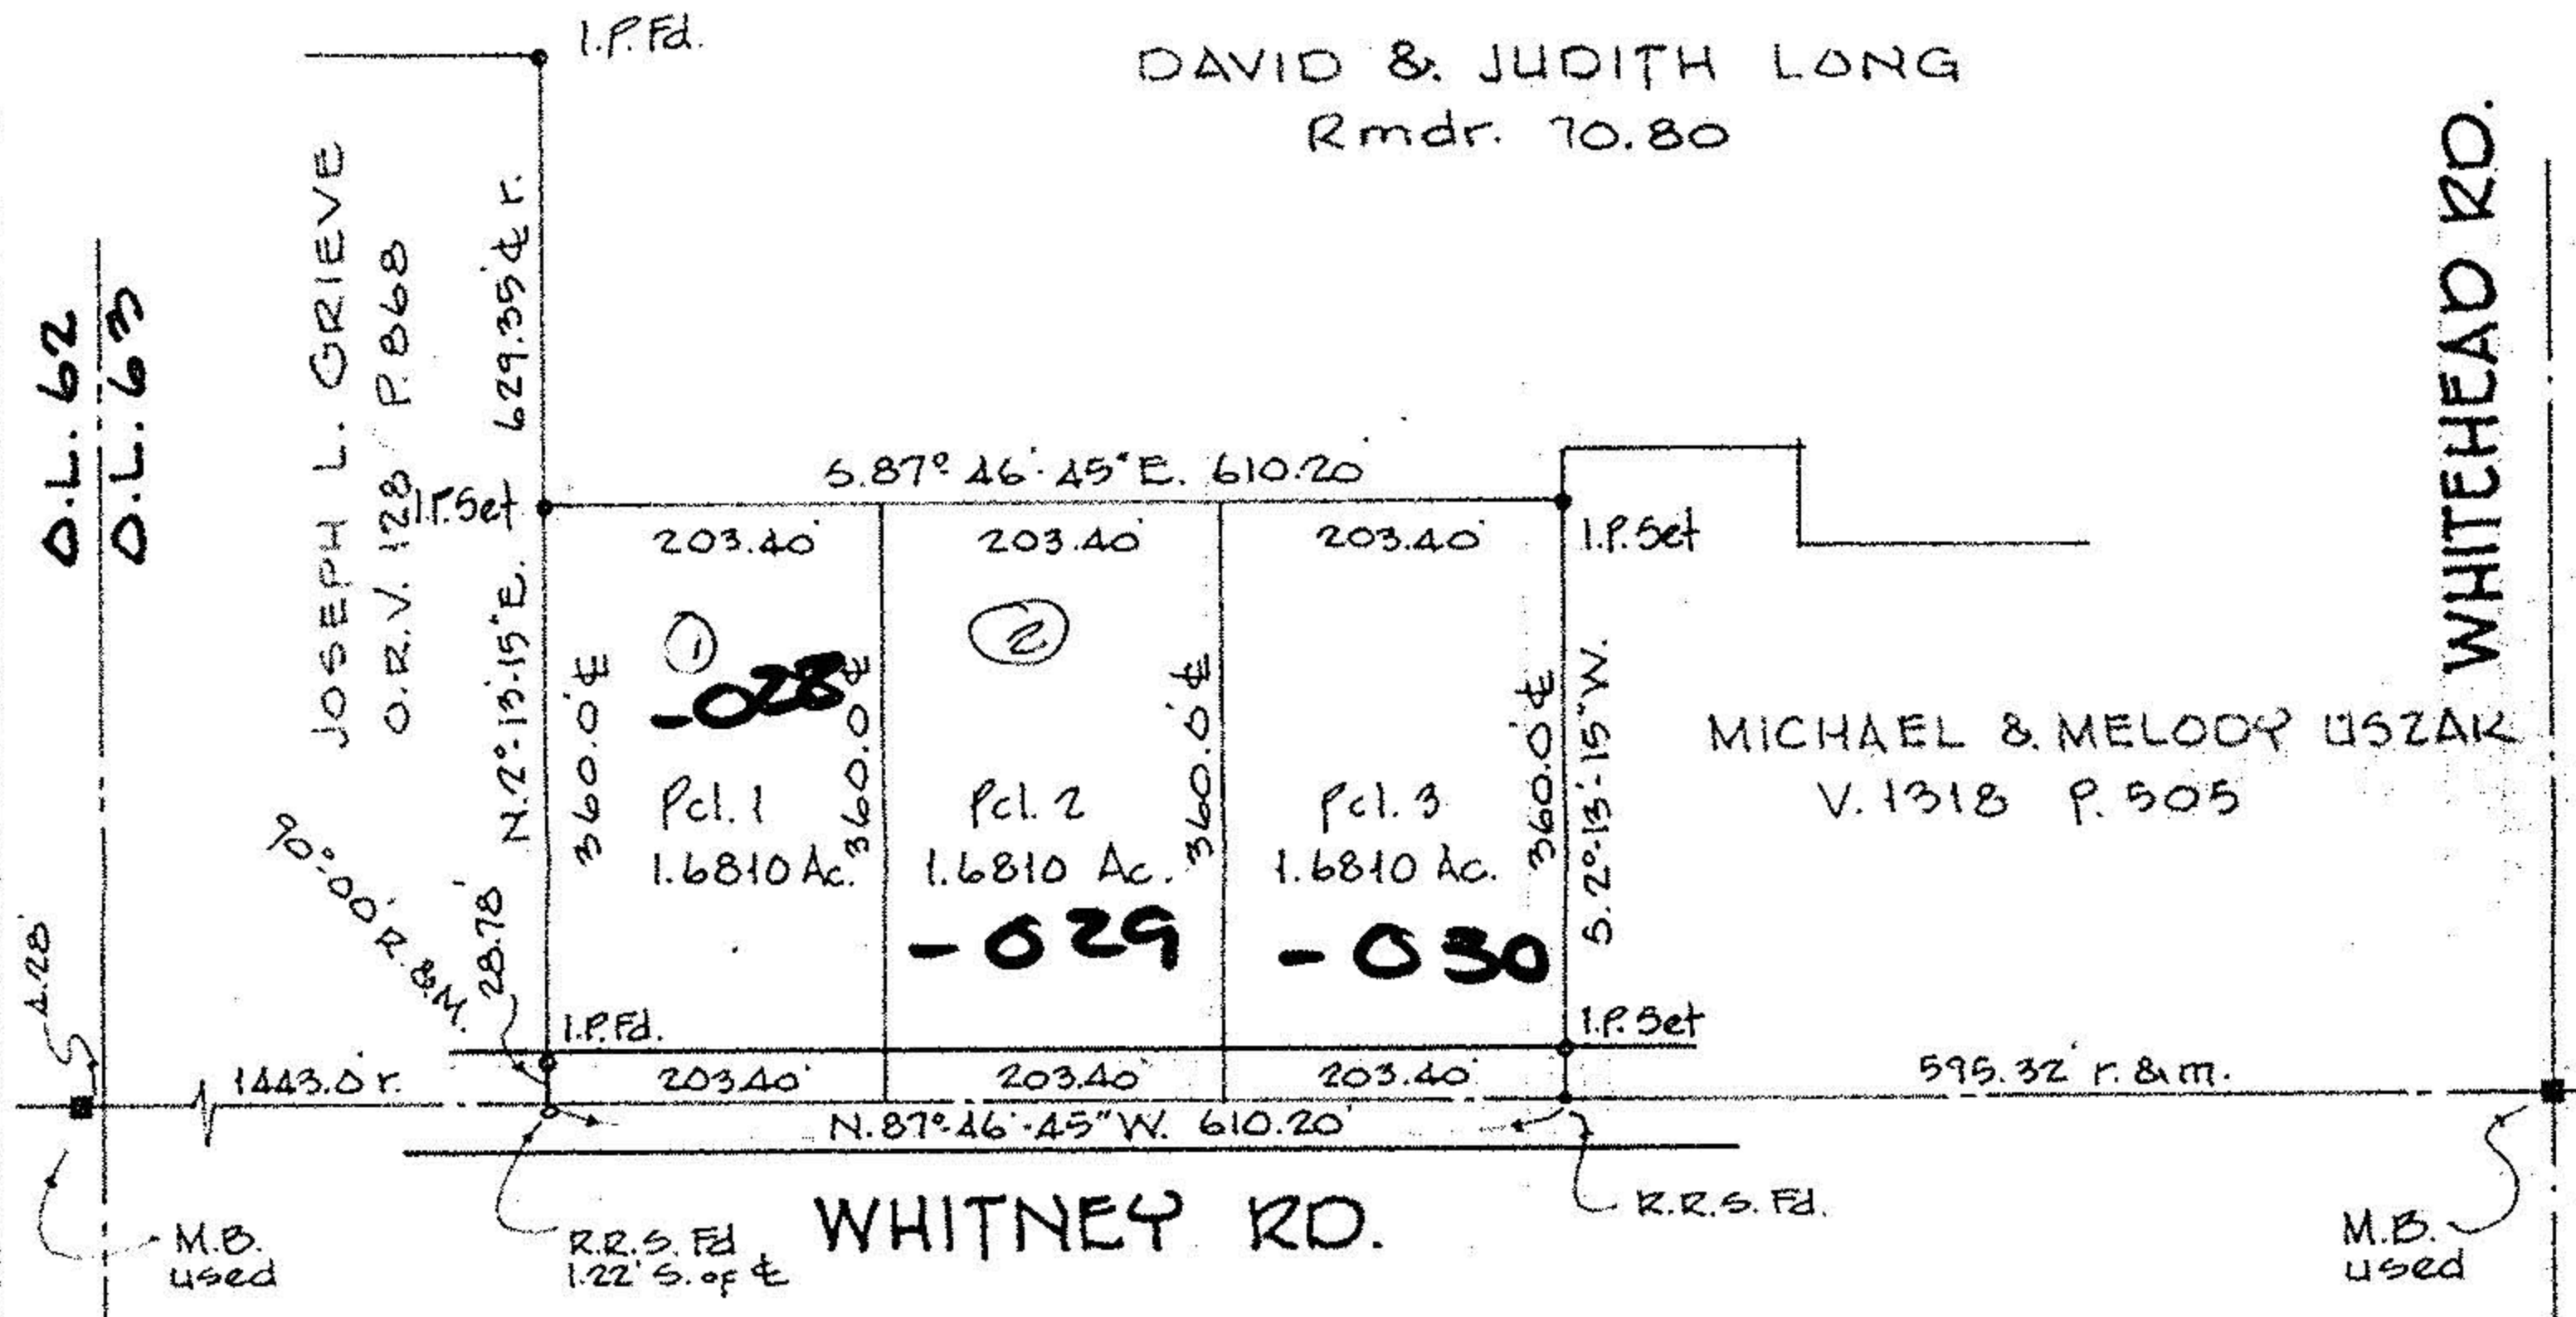 I.P. Fd.
DAVID & JUDITH LONG
Rmdr. 70.80
WHITEHEAD RD.
O.L. 62
O.L. 63
JOSEPH L. GRIEVE
O.R.V. 128 P. 868
629.35' ℄ r.
S. 87° 46' 45" E. 610.20'
I.P. Set
203.40'
203.40'
203.40'
I.P. Set
N. 2°-13'-15" E.
360.0' ℄
1
-028
360.0' ℄
2
360.0' ℄
360.0' ℄
S. 2°-13'-15" W.
MICHAEL & MELODY USZAK
V. 1318 P. 505
Pcl. 1
1.6810 Ac.
Pcl. 2
1.6810 Ac.
-029
Pcl. 3
1.6810 Ac.
-030
90°-00' R. & M.
28.78'
4.28'
I.P. Fd.
I.P. Set
1443.0' r.
203.40'
203.40'
203.40'
595.32' r. & m.
N. 87°-46'-45" W. 610.20'
M.B.
used
R.R.S. Fd
1.22' S. of ℄
WHITNEY RD.
R.R.S. Fd.
M.B.
used